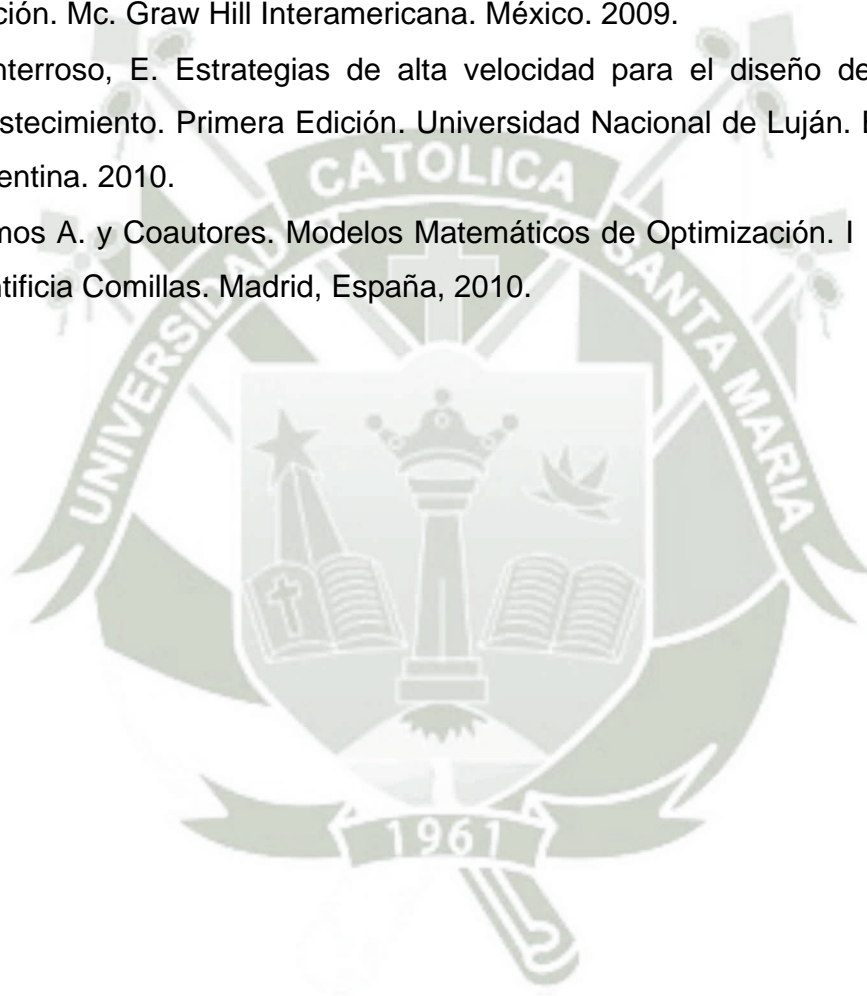 ción. Mc. Graw Hill Interamericana. México. 2009.
nterroso, E. Estrategias de alta velocidad para el diseño de
stecimiento. Primera Edición. Universidad Nacional de Luján.
entina. 2010.
mos A. y Coautores. Modelos Matemáticos de Optimización. I
ntificia Comillas. Madrid, España, 2010.
UNIVERSIDAD CATOLICA SANTA MARIA
1961